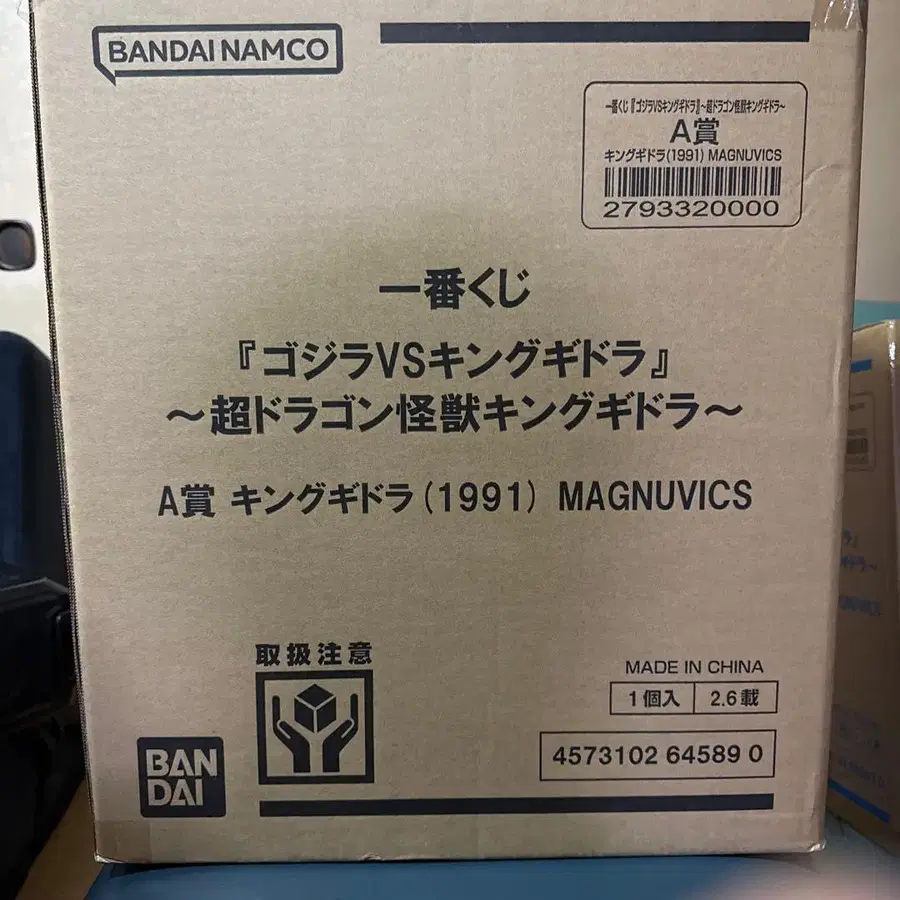 BANDAI NAMCO
一番くじ『ゴジラVSキングギドラ』～超ドラゴン怪獣キングギドラ～
A賞
キングギドラ(1991) MAGNUVICS
2793320000
一番くじ
『ゴジラVSキングギドラ』
～超ドラゴン怪獣キングギドラ～
A賞 キングギドラ(1991) MAGNUVICS
取扱注意
MADE IN CHINA
1個入 2.6載
4573102 64589 0
BAN
DAI